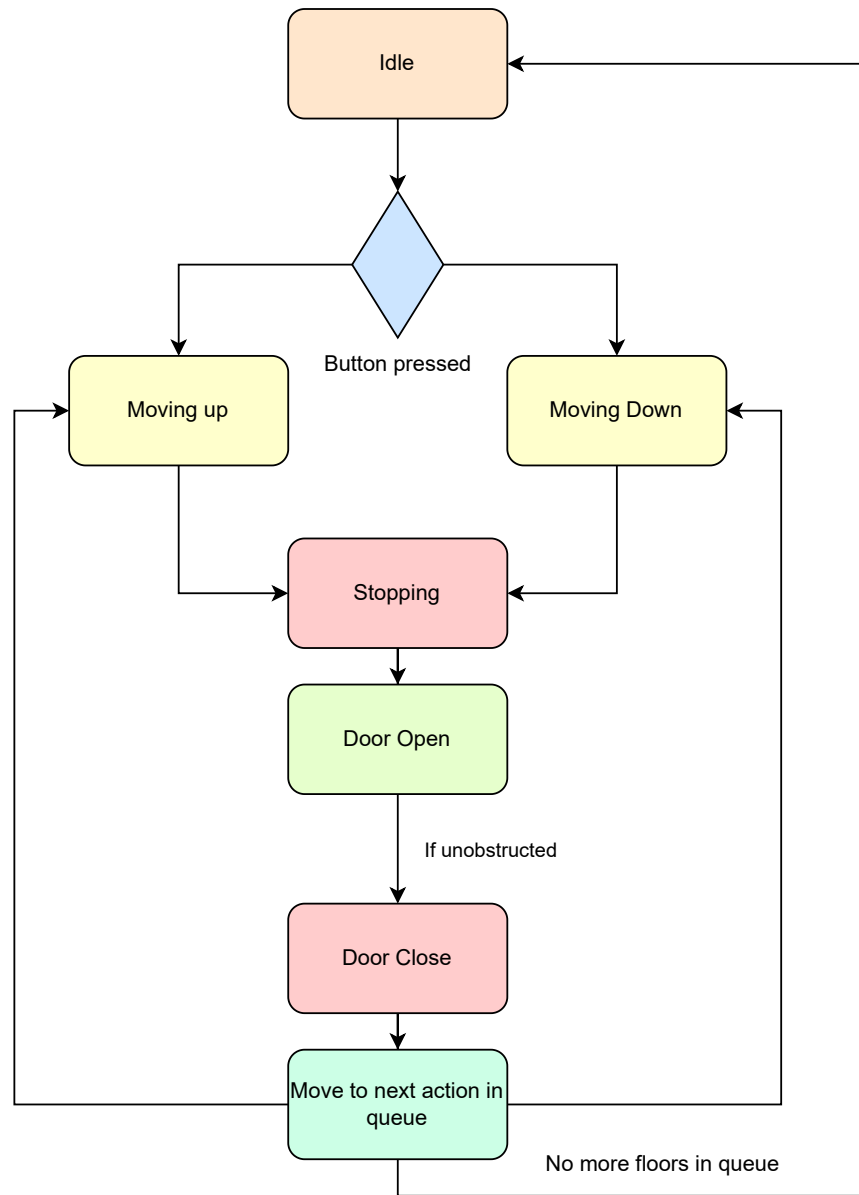 Idle
Button pressed
Moving up
Moving Down
Stopping
Door Open
If unobstructed
Door Close
Move to next action in
queue
No more floors in queue